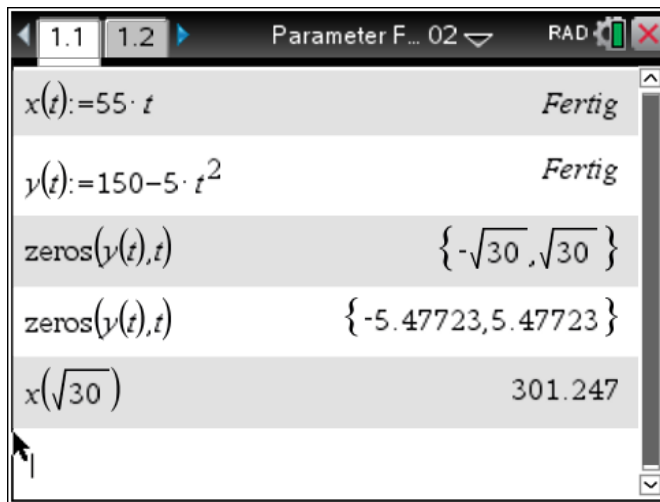 1.1 1.2 Parameter F… 02 RAD
x(t):=55·t Fertig
y(t):=150−5·t² Fertig
zeros(y(t),t) {-√30,√30}
zeros(y(t),t) {-5.47723,5.47723}
x(√30) 301.247